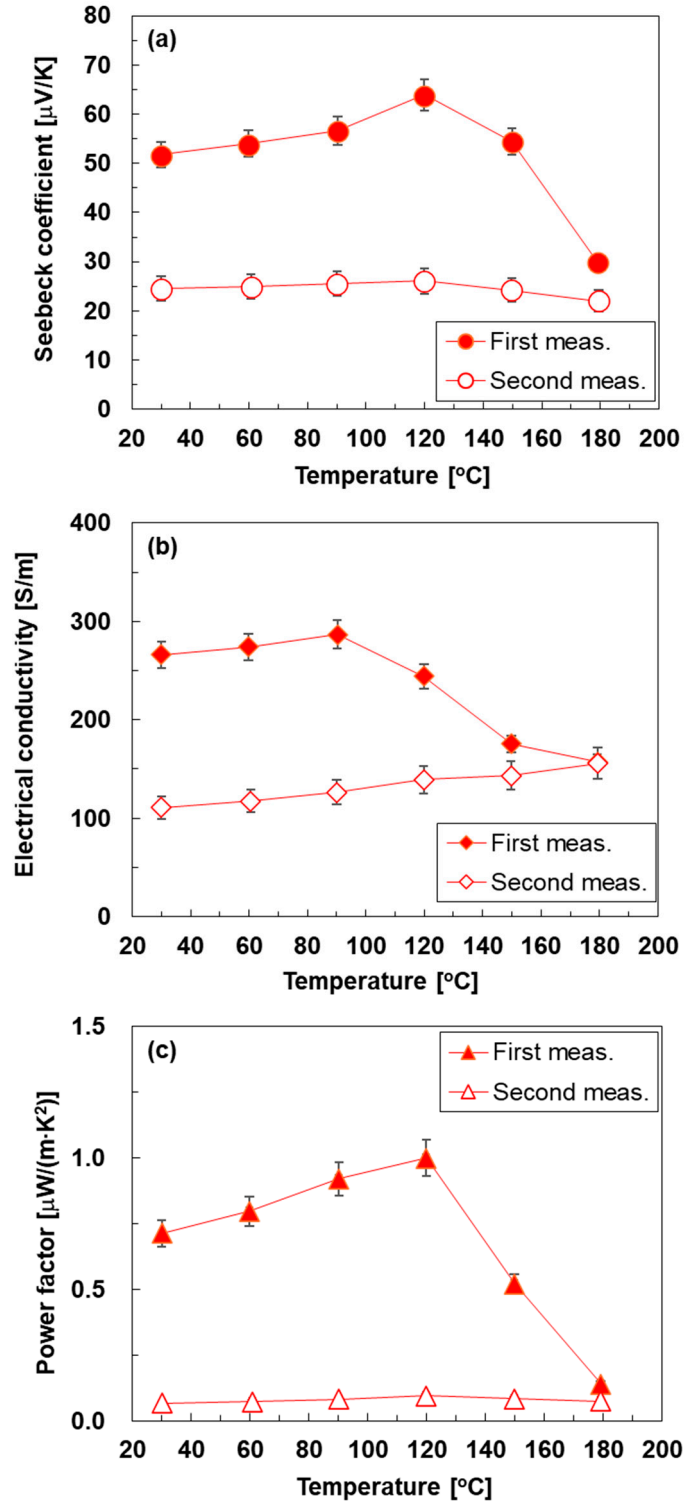 (a)
Seebeck coefficient [μV/K]
80
70
60
50
40
30
20
10
0
First meas.
Second meas.
20 40 60 80 100 120 140 160 180 200
Temperature [ºC]
(b)
Electrical conductivity [S/m]
400
300
200
100
0
First meas.
Second meas.
20 40 60 80 100 120 140 160 180 200
Temperature [ºC]
(c)
Power factor [μW/(m·K²)]
1.5
1.0
0.5
0.0
First meas.
Second meas.
20 40 60 80 100 120 140 160 180 200
Temperature [ºC]